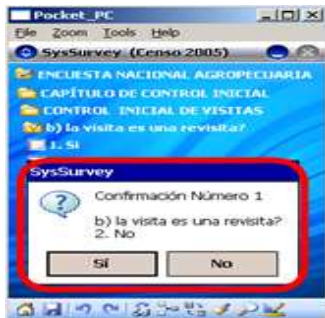 Pocket_PC
File Zoom Tools Help
SysSurvey (Censo 2005)
ENCUESTA NACIONAL AGROPECUARIA
CAPÍTULO DE CONTROL INICIAL
CONTROL INICIAL DE VISITAS
b) la visita es una revisita?
1. Si
SysSurvey
Confirmación Número 1
b) la visita es una revisita?
2. No
Sí
No